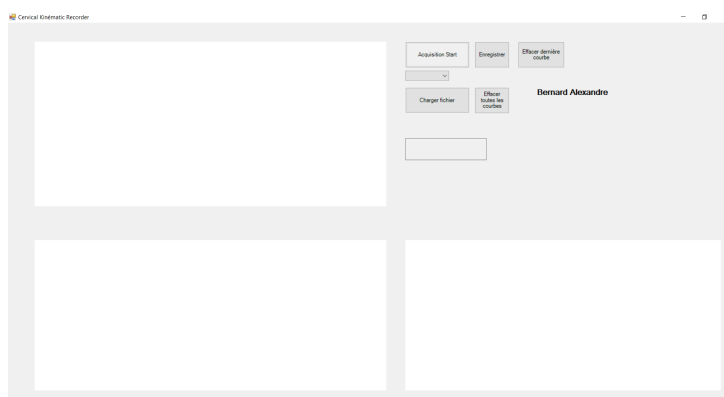 Cervical Kinématic Recorder
Acquisition Start
Enregistrer
Effacer dernière
courbe
Charger fichier
Effacer
toutes les
courbes
Bernard Alexandre